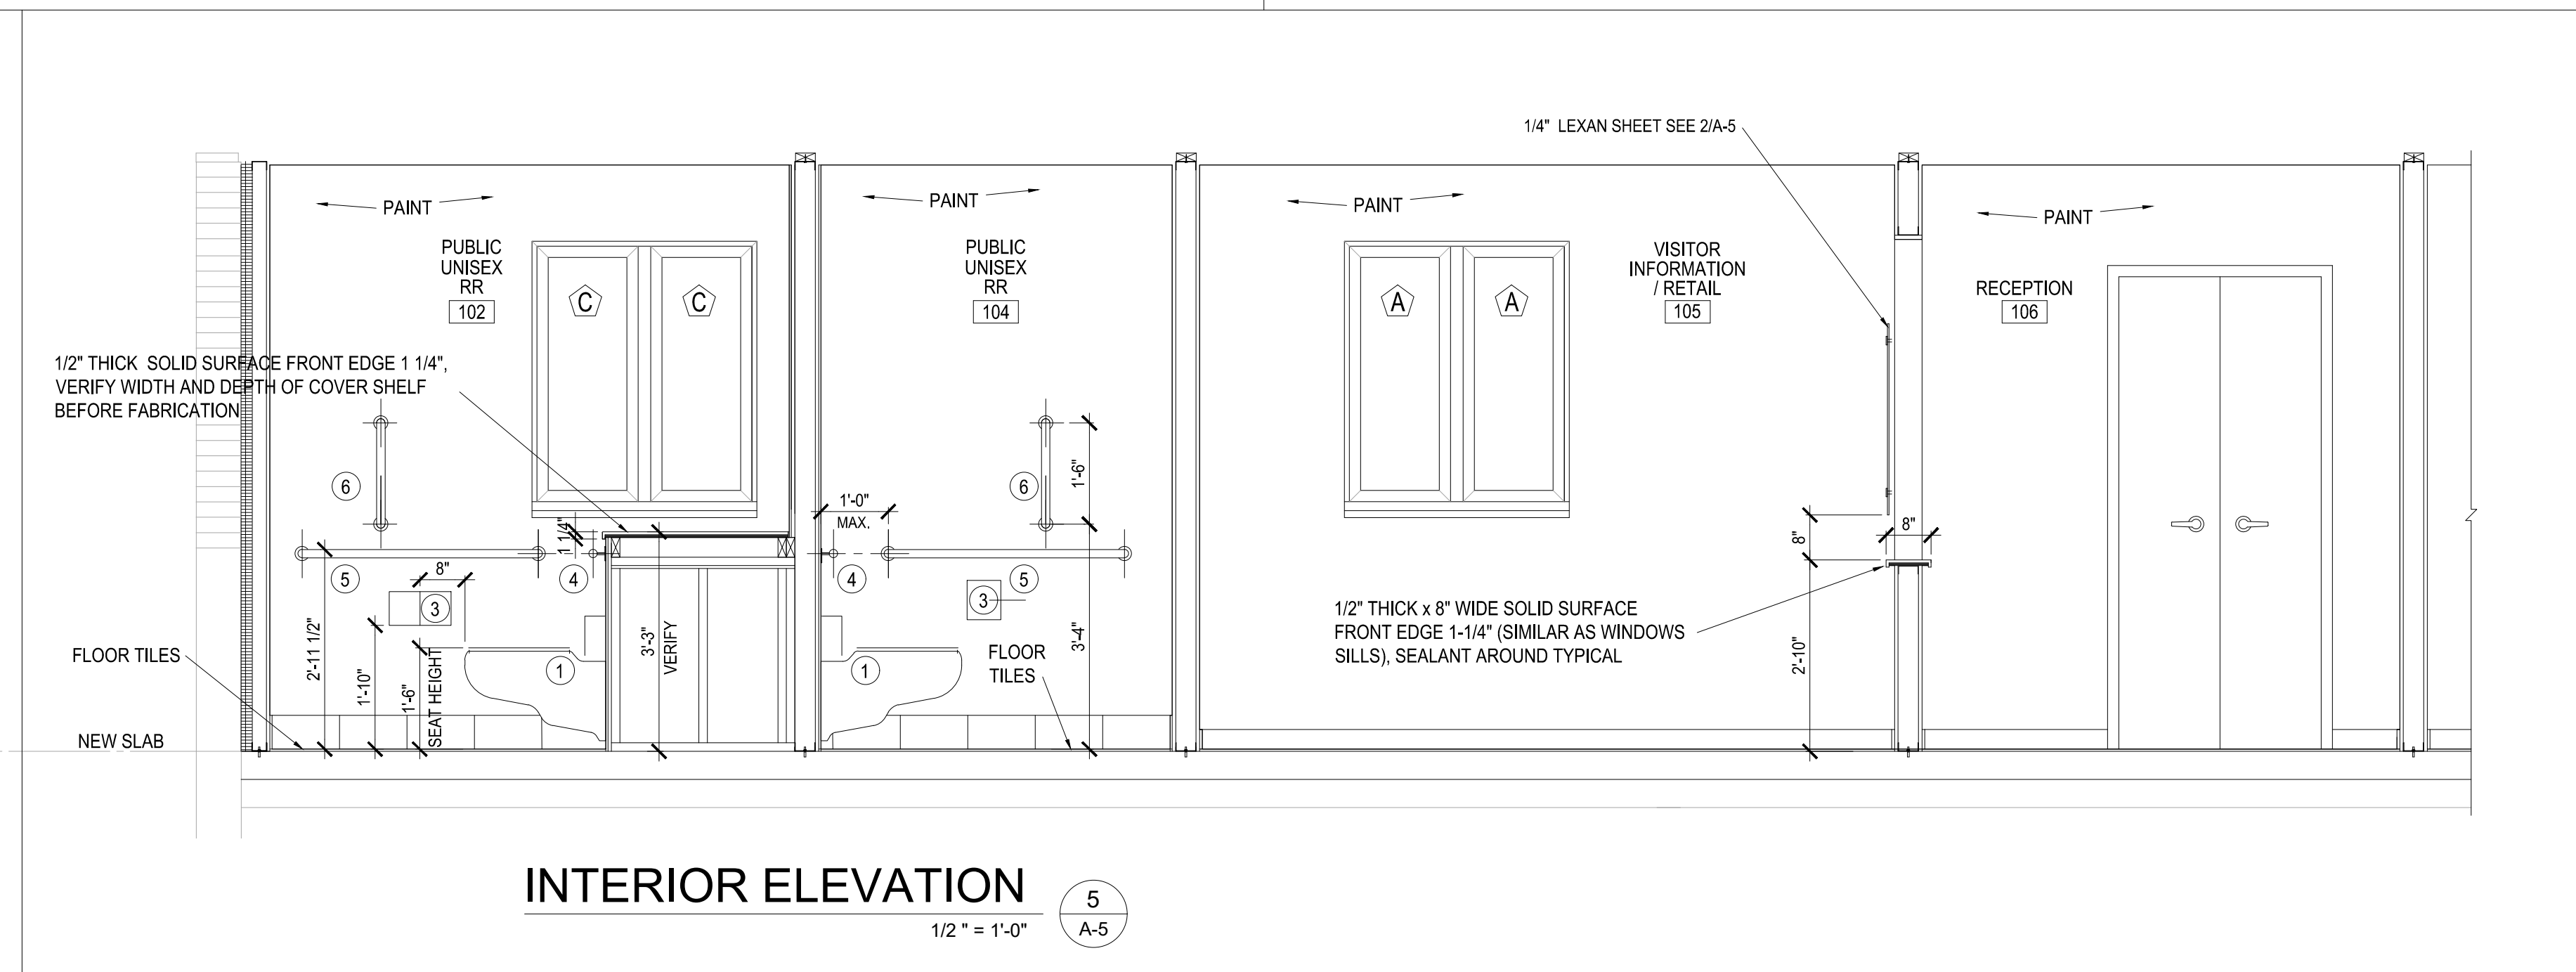 1/4" LEXAN SHEET SEE 2/A-5
PAINT
PAINT
PAINT
PAINT
PUBLIC
UNISEX
RR
102
C
C
PUBLIC
UNISEX
RR
104
A
A
VISITOR
INFORMATION
/ RETAIL
105
RECEPTION
106
1/2" THICK SOLID SURFACE FRONT EDGE 1 1/4",
VERIFY WIDTH AND DEPTH OF COVER SHELF
BEFORE FABRICATION
6
5
8"
3
4
1 1/4"
2'-11 1/2"
1'-10"
1'-6"
SEAT HEIGHT
1
3'-3"
VERIFY
1'-0"
MAX.
6
1'-6"
4
5
3
1
3'-4"
FLOOR
TILES
8"
8"
2'-10"
1/2" THICK x 8" WIDE SOLID SURFACE
FRONT EDGE 1-1/4" (SIMILAR AS WINDOWS
SILLS), SEALANT AROUND TYPICAL
FLOOR TILES
NEW SLAB
INTERIOR ELEVATION
1/2 " = 1'-0"
5
A-5